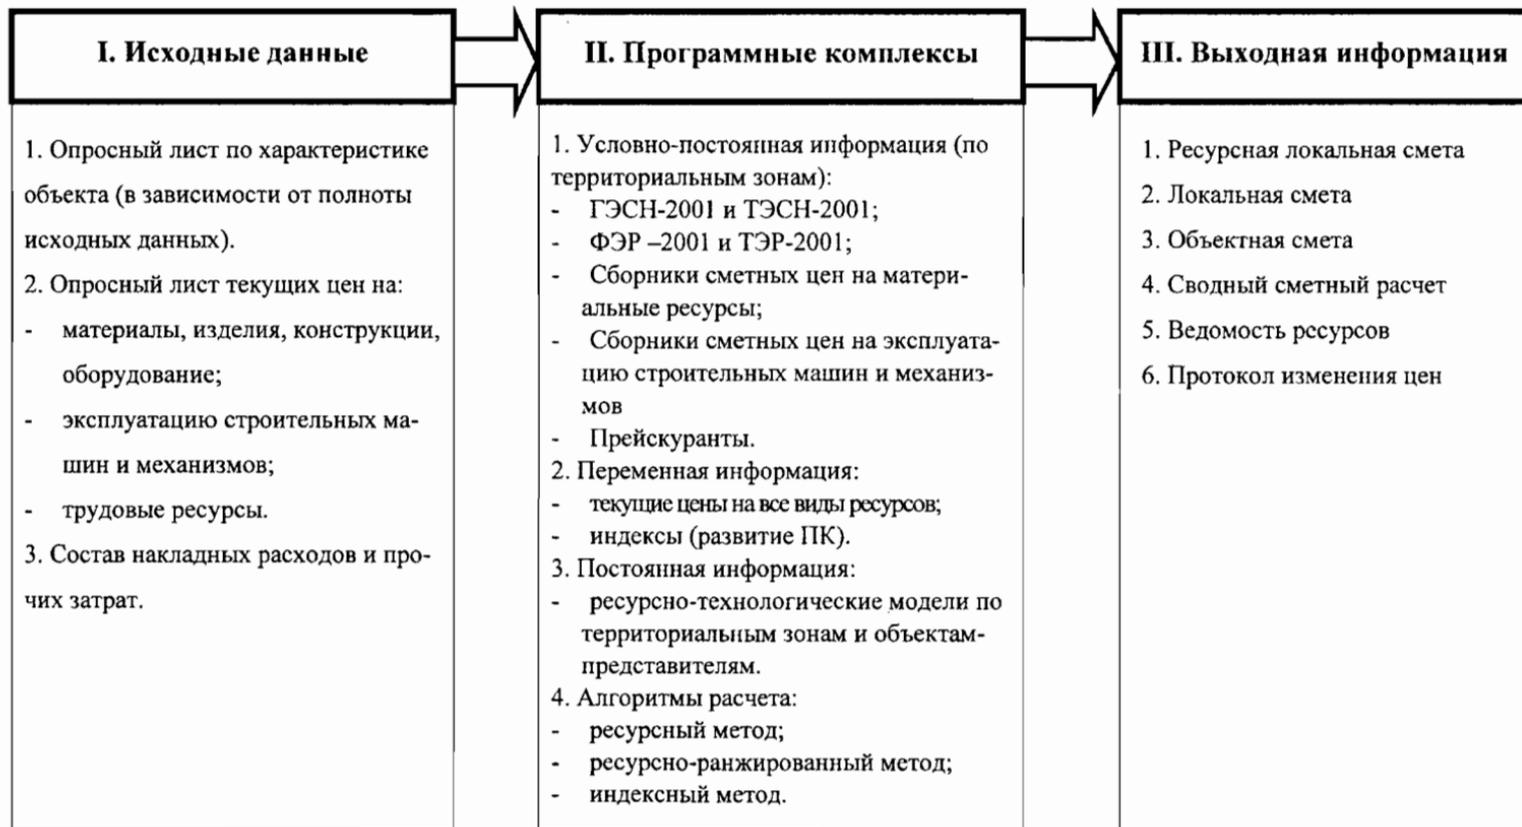 I. Исходные данные
1. Опросный лист по характеристике
объекта (в зависимости от полноты
исходных данных).
2. Опросный лист текущих цен на:
- материалы, изделия, конструкции,
оборудование;
- эксплуатацию строительных ма-
шин и механизмов;
- трудовые ресурсы.
3. Состав накладных расходов и про-
чих затрат.
II. Программные комплексы
1. Условно-постоянная информация (по
территориальным зонам):
- ГЭСН-2001 и ТЭСН-2001;
- ФЭР –2001 и ТЭР-2001;
- Сборники сметных цен на матери-
альные ресурсы;
- Сборники сметных цен на эксплуата-
цию строительных машин и механиз-
мов
- Прейскуранты.
2. Переменная информация:
- текущие цены на все виды ресурсов;
- индексы (развитие ПК).
3. Постоянная информация:
- ресурсно-технологические модели по
территориальным зонам и объектам-
представителям.
4. Алгоритмы расчета:
- ресурсный метод;
- ресурсно-ранжированный метод;
- индексный метод.
III. Выходная информация
1. Ресурсная локальная смета
2. Локальная смета
3. Объектная смета
4. Сводный сметный расчет
5. Ведомость ресурсов
6. Протокол изменения цен